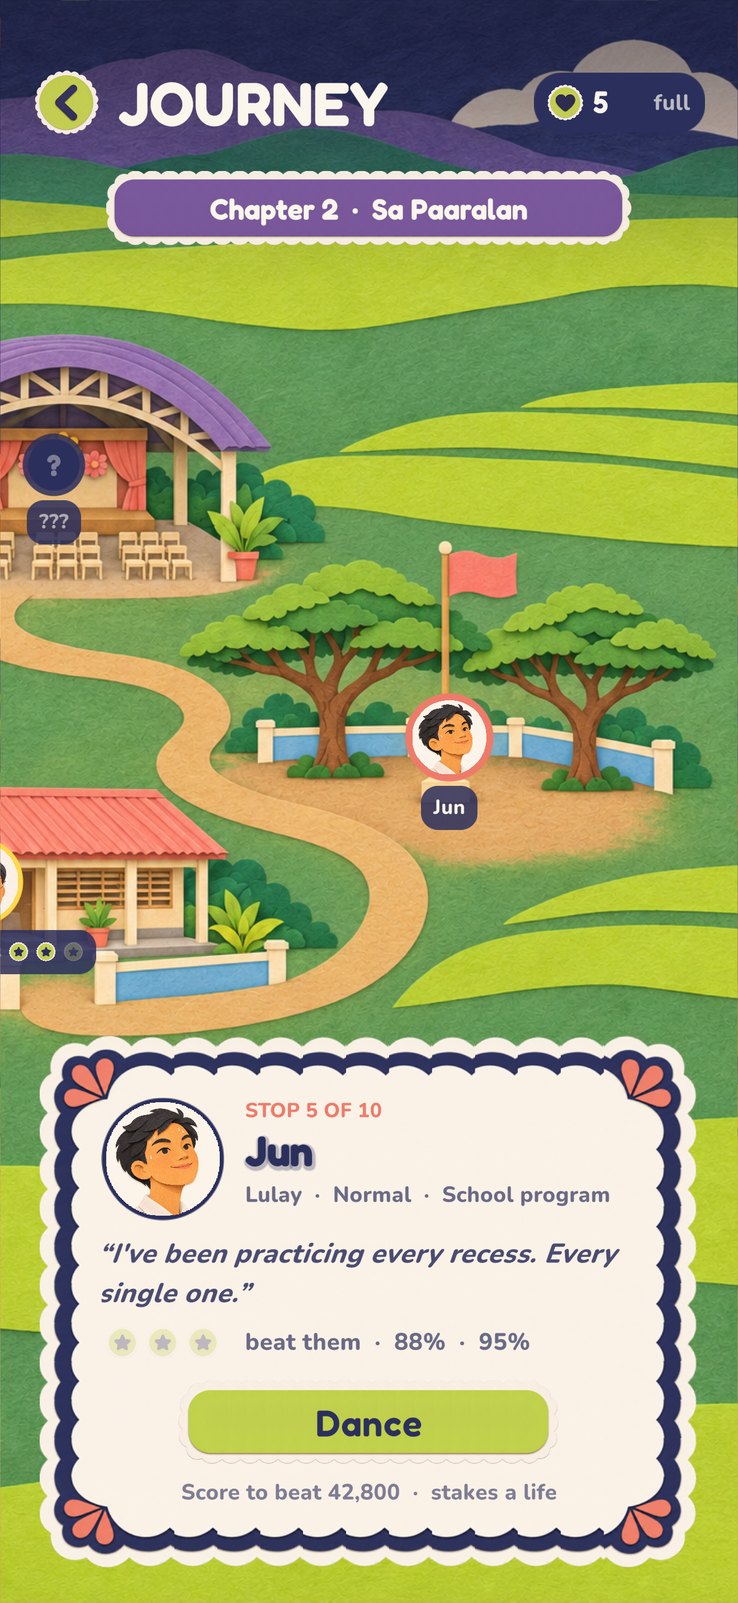 JOURNEY
5 full
Chapter 2 · Sa Paaralan
?
???
Jun
STOP 5 OF 10
Jun
Lulay · Normal · School program
“I've been practicing every recess. Every
single one.”
beat them · 88% · 95%
Dance
Score to beat 42,800 · stakes a life